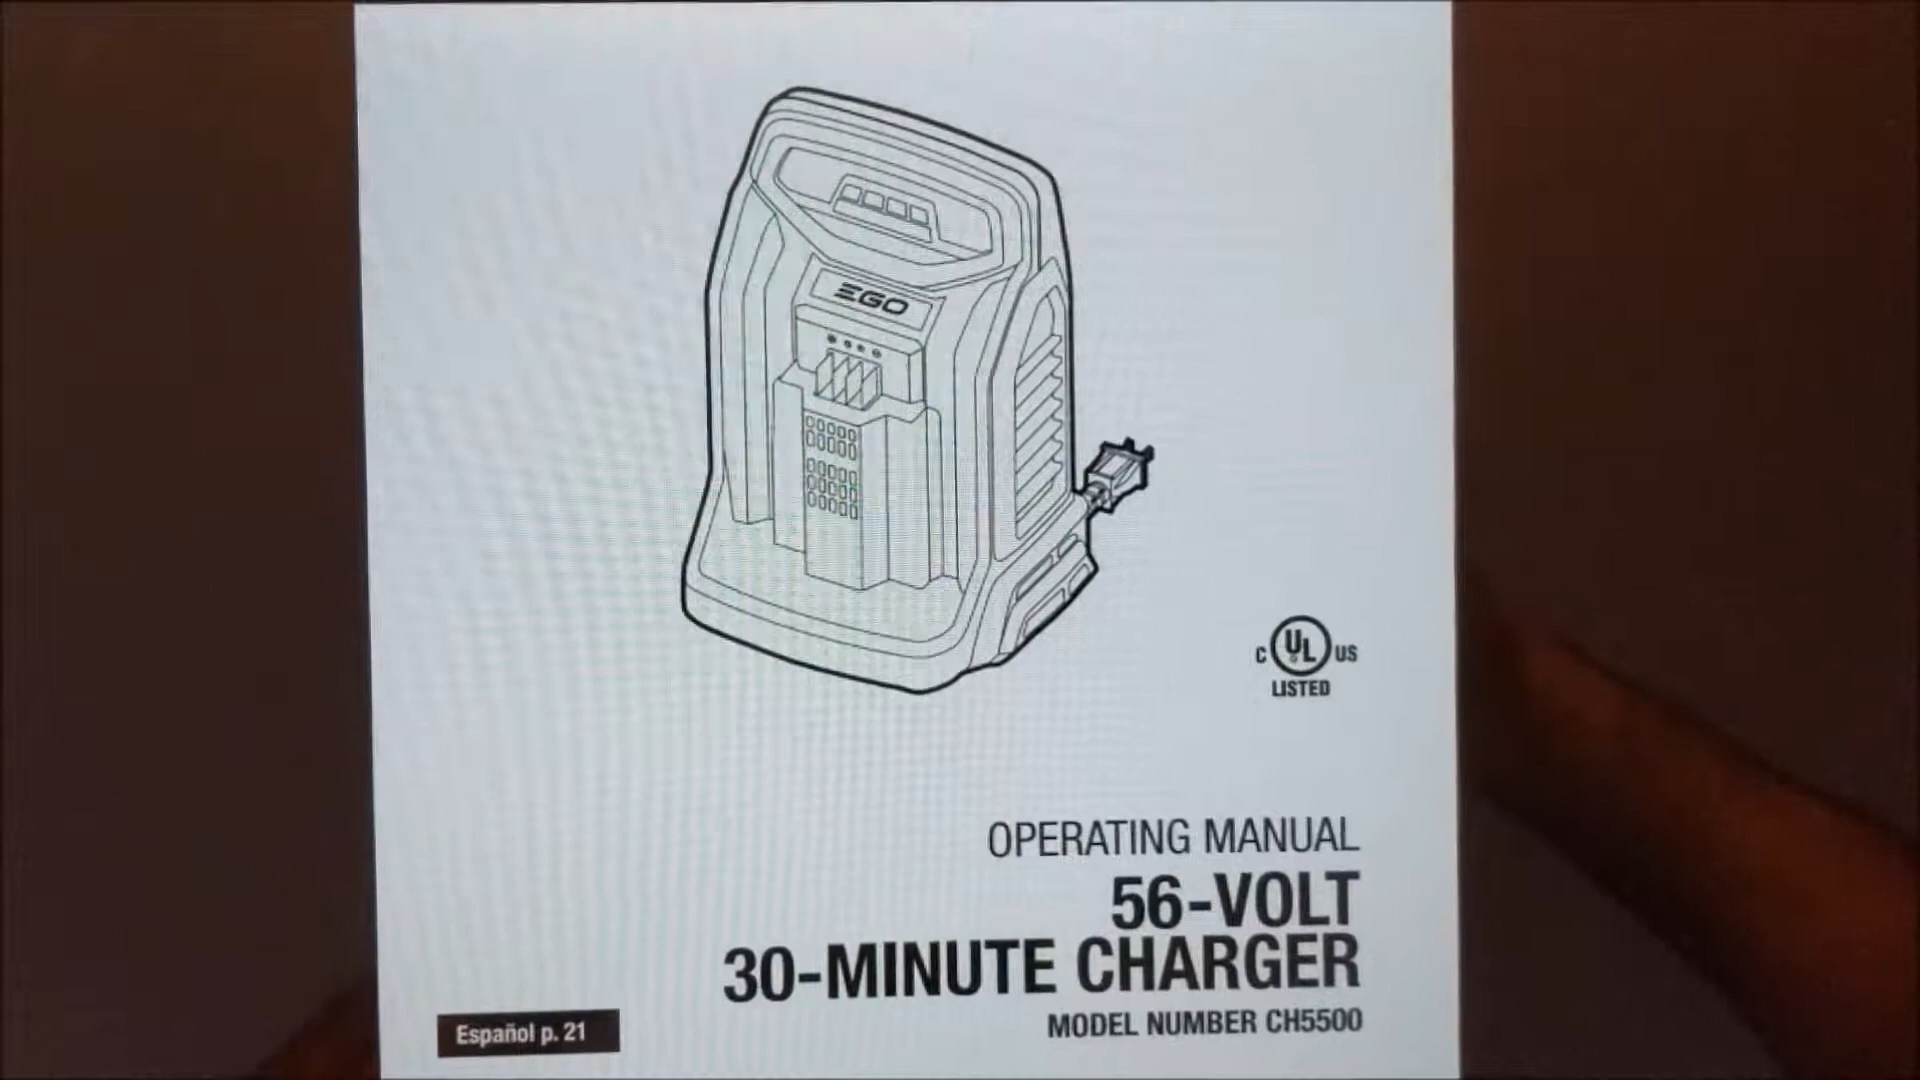 EGO
C UL US
LISTED
OPERATING MANUAL
56-VOLT
30-MINUTE CHARGER
MODEL NUMBER CH5500
Español p. 21